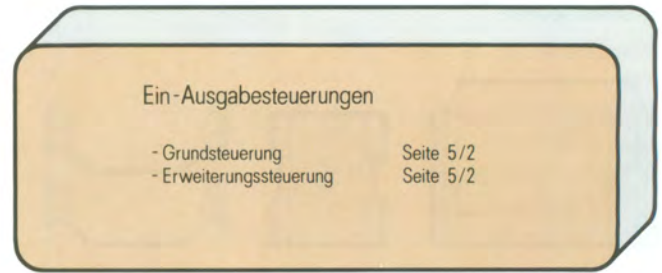 Ein-Ausgabesteuerungen
- Grundsteuerung Seite 5/2
- Erweiterungssteuerung Seite 5/2